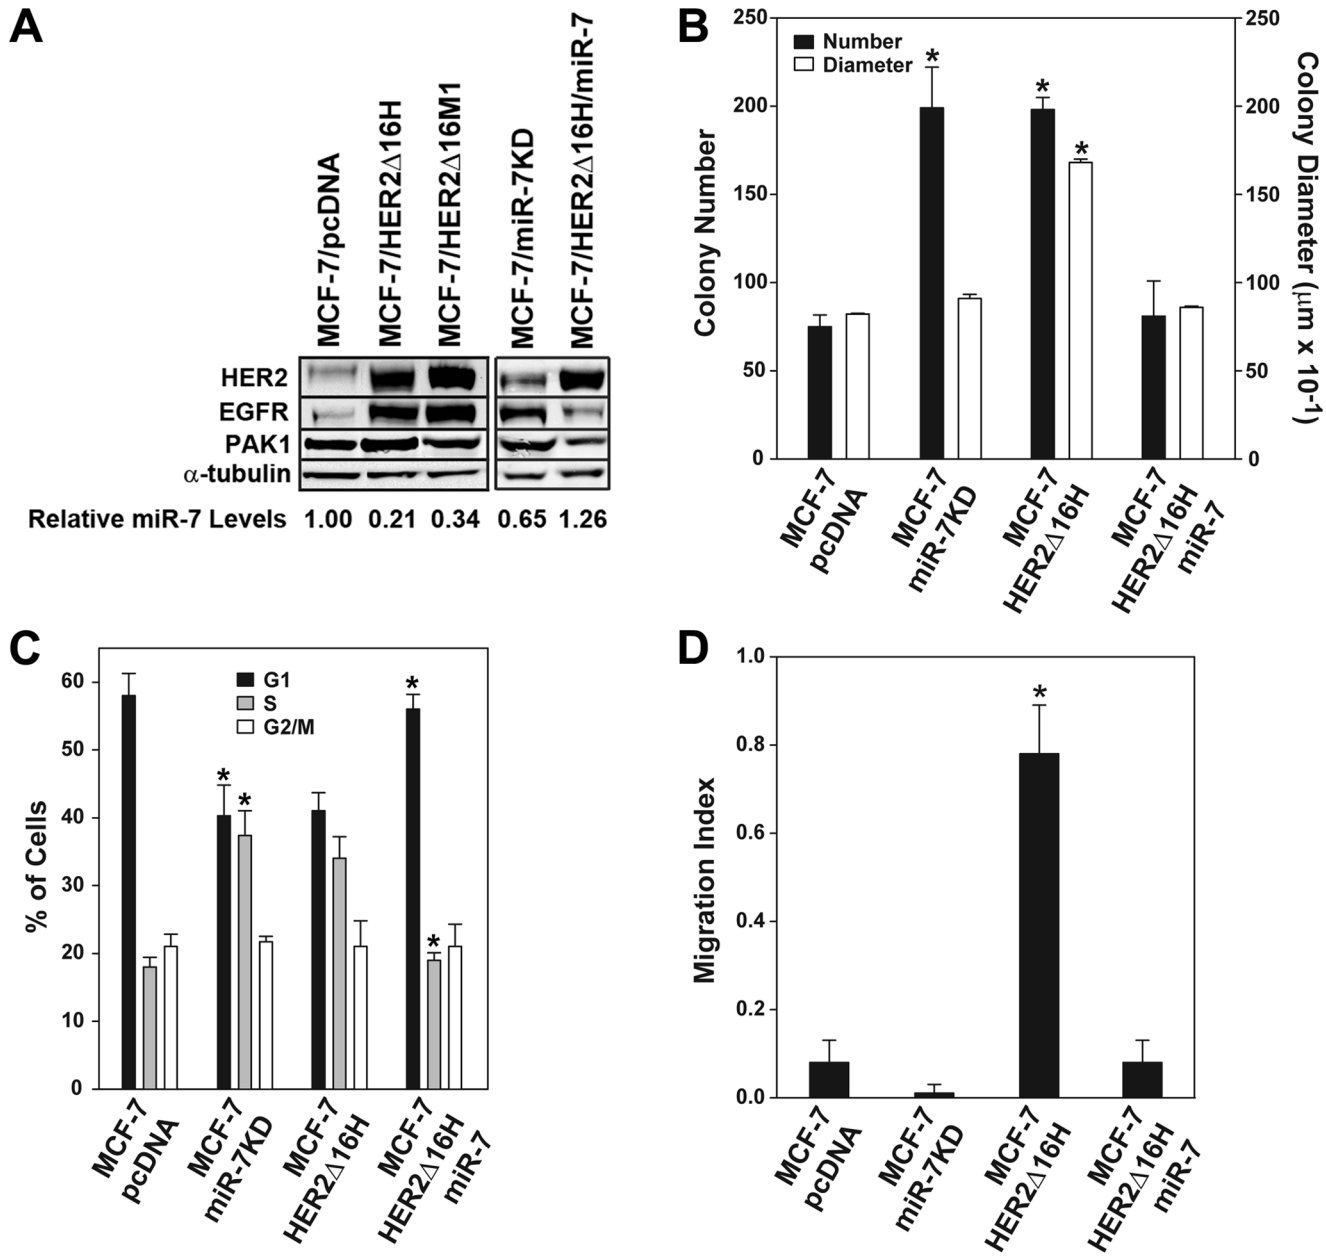 A
MCF-7/pcDNA
MCF-7/HER2Δ16H
MCF-7/HER2Δ16M1
MCF-7/miR-7KD
MCF-7/HER2Δ16H/miR-7
HER2
EGFR
PAK1
α-tubulin
Relative miR-7 Levels 1.00 0.21 0.34 0.65 1.26
B
Number
Diameter
Colony Number
250
200
150
100
50
0
Colony Diameter (μm x 10-1)
250
200
150
100
50
0
*
*
*
MCF-7
pcDNA
MCF-7
miR-7KD
MCF-7
HER2Δ16H
MCF-7
HER2Δ16H
miR-7
C
G1
S
G2/M
% of Cells
60
50
40
30
20
10
0
*
*
*
*
MCF-7
pcDNA
MCF-7
miR-7KD
MCF-7
HER2Δ16H
MCF-7
HER2Δ16H
miR-7
D
Migration Index
1.0
0.8
0.6
0.4
0.2
0.0
*
MCF-7
pcDNA
MCF-7
miR-7KD
MCF-7
HER2Δ16H
MCF-7
HER2Δ16H
miR-7